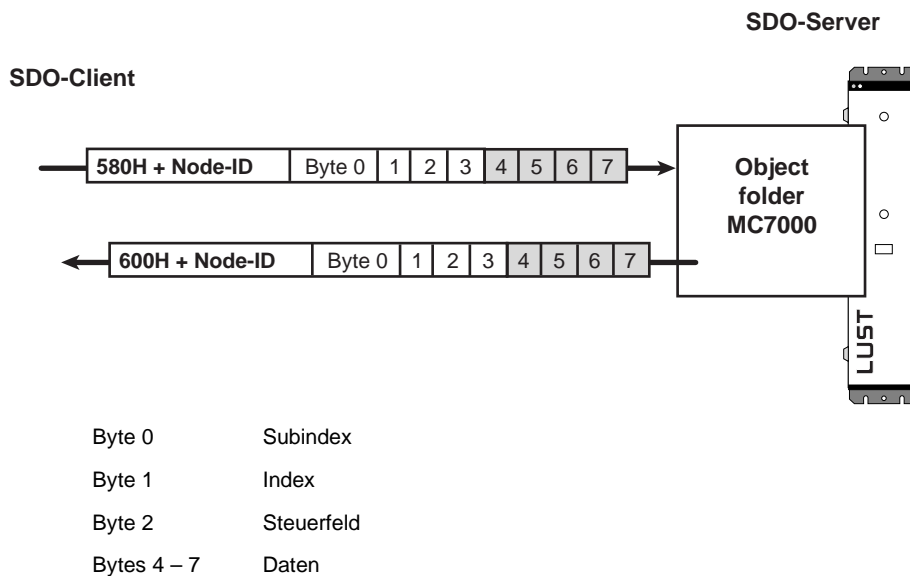 SDO-Server
SDO-Client
580H + Node-ID Byte 0 1 2 3 4 5 6 7
Object
folder
MC7000
600H + Node-ID Byte 0 1 2 3 4 5 6 7
LUST
Byte 0 Subindex
Byte 1 Index
Byte 2 Steuerfeld
Bytes 4 – 7 Daten